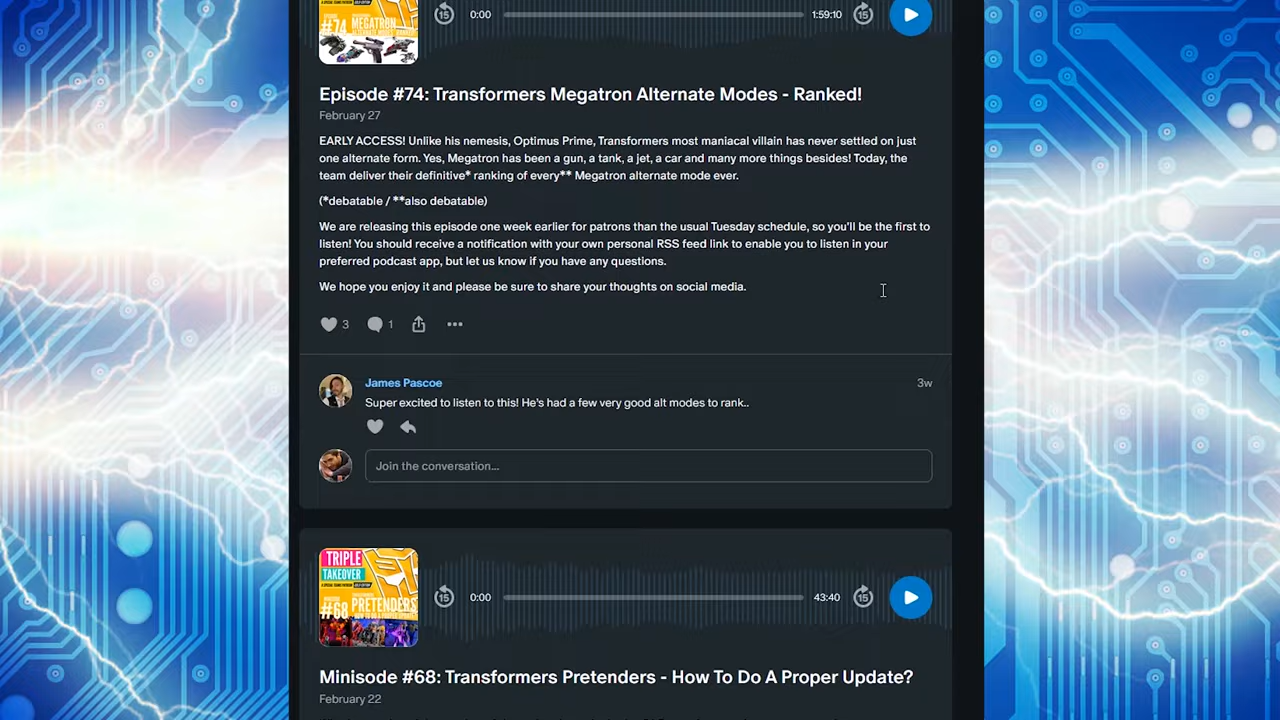 #74 MEGATRON
15
0:00
1:59:10
15
Episode #74: Transformers Megatron Alternate Modes - Ranked!
February 27
EARLY ACCESS! Unlike his nemesis, Optimus Prime, Transformers most maniacal villain has never settled on just
one alternate form. Yes, Megatron has been a gun, a tank, a jet, a car and many more things besides! Today, the
team deliver their definitive* ranking of every** Megatron alternate mode ever.
(*debatable / **also debatable)
We are releasing this episode one week earlier for patrons than the usual Tuesday schedule, so you'll be the first to
listen! You should receive a notification with your own personal RSS feed link to enable you to listen in your
preferred podcast app, but let us know if you have any questions.
We hope you enjoy it and please be sure to share your thoughts on social media.
3
1
James Pascoe
3w
Super excited to listen to this! He's had a few very good alt modes to rank..
Join the conversation...
TRIPLE
TAKEOVER
#68 PRETENDERS
15
0:00
43:40
15
Minisode #68: Transformers Pretenders - How To Do A Proper Update?
February 22